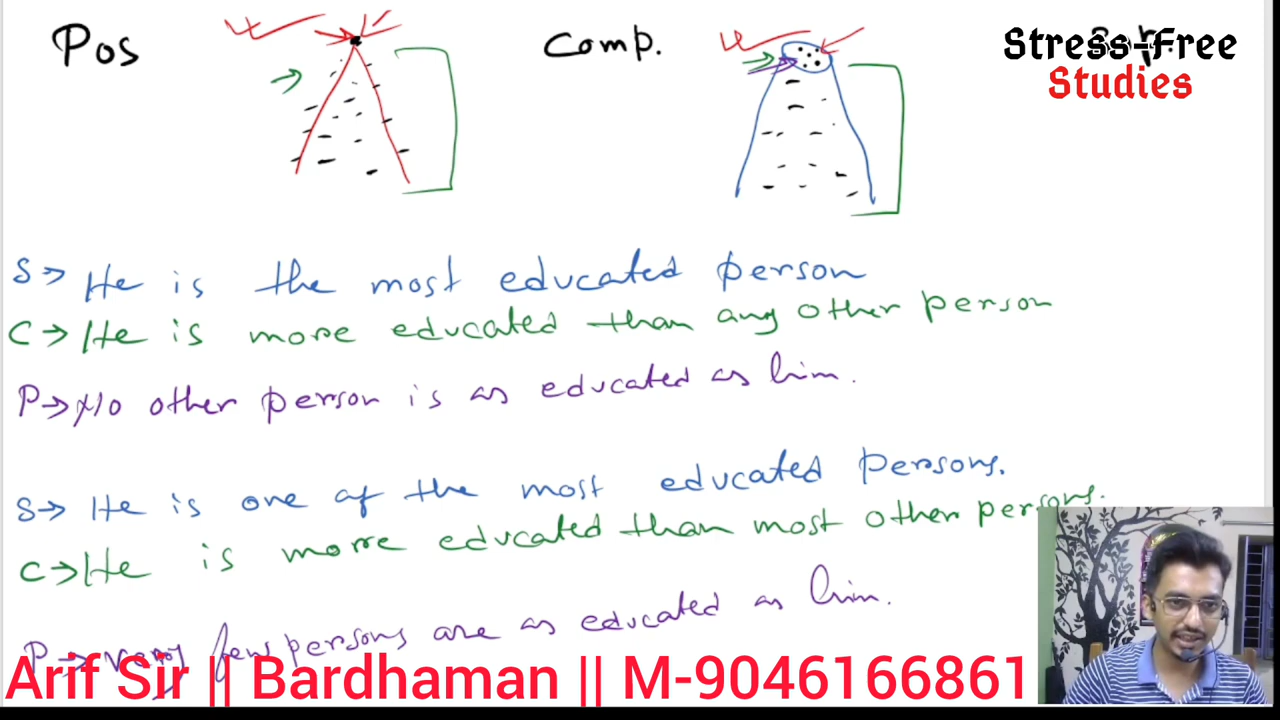 Pos
Comp.
Stress-Free
Studies
S→ He is the most educated person
C→ He is more educated than any other person
P→ No other person is as educated as him.
S→ He is one of the most educated persons.
C→ He is more educated than most other persons.
P→ very few persons are as educated as him.
Arif Sir || Bardhaman || M-9046166861